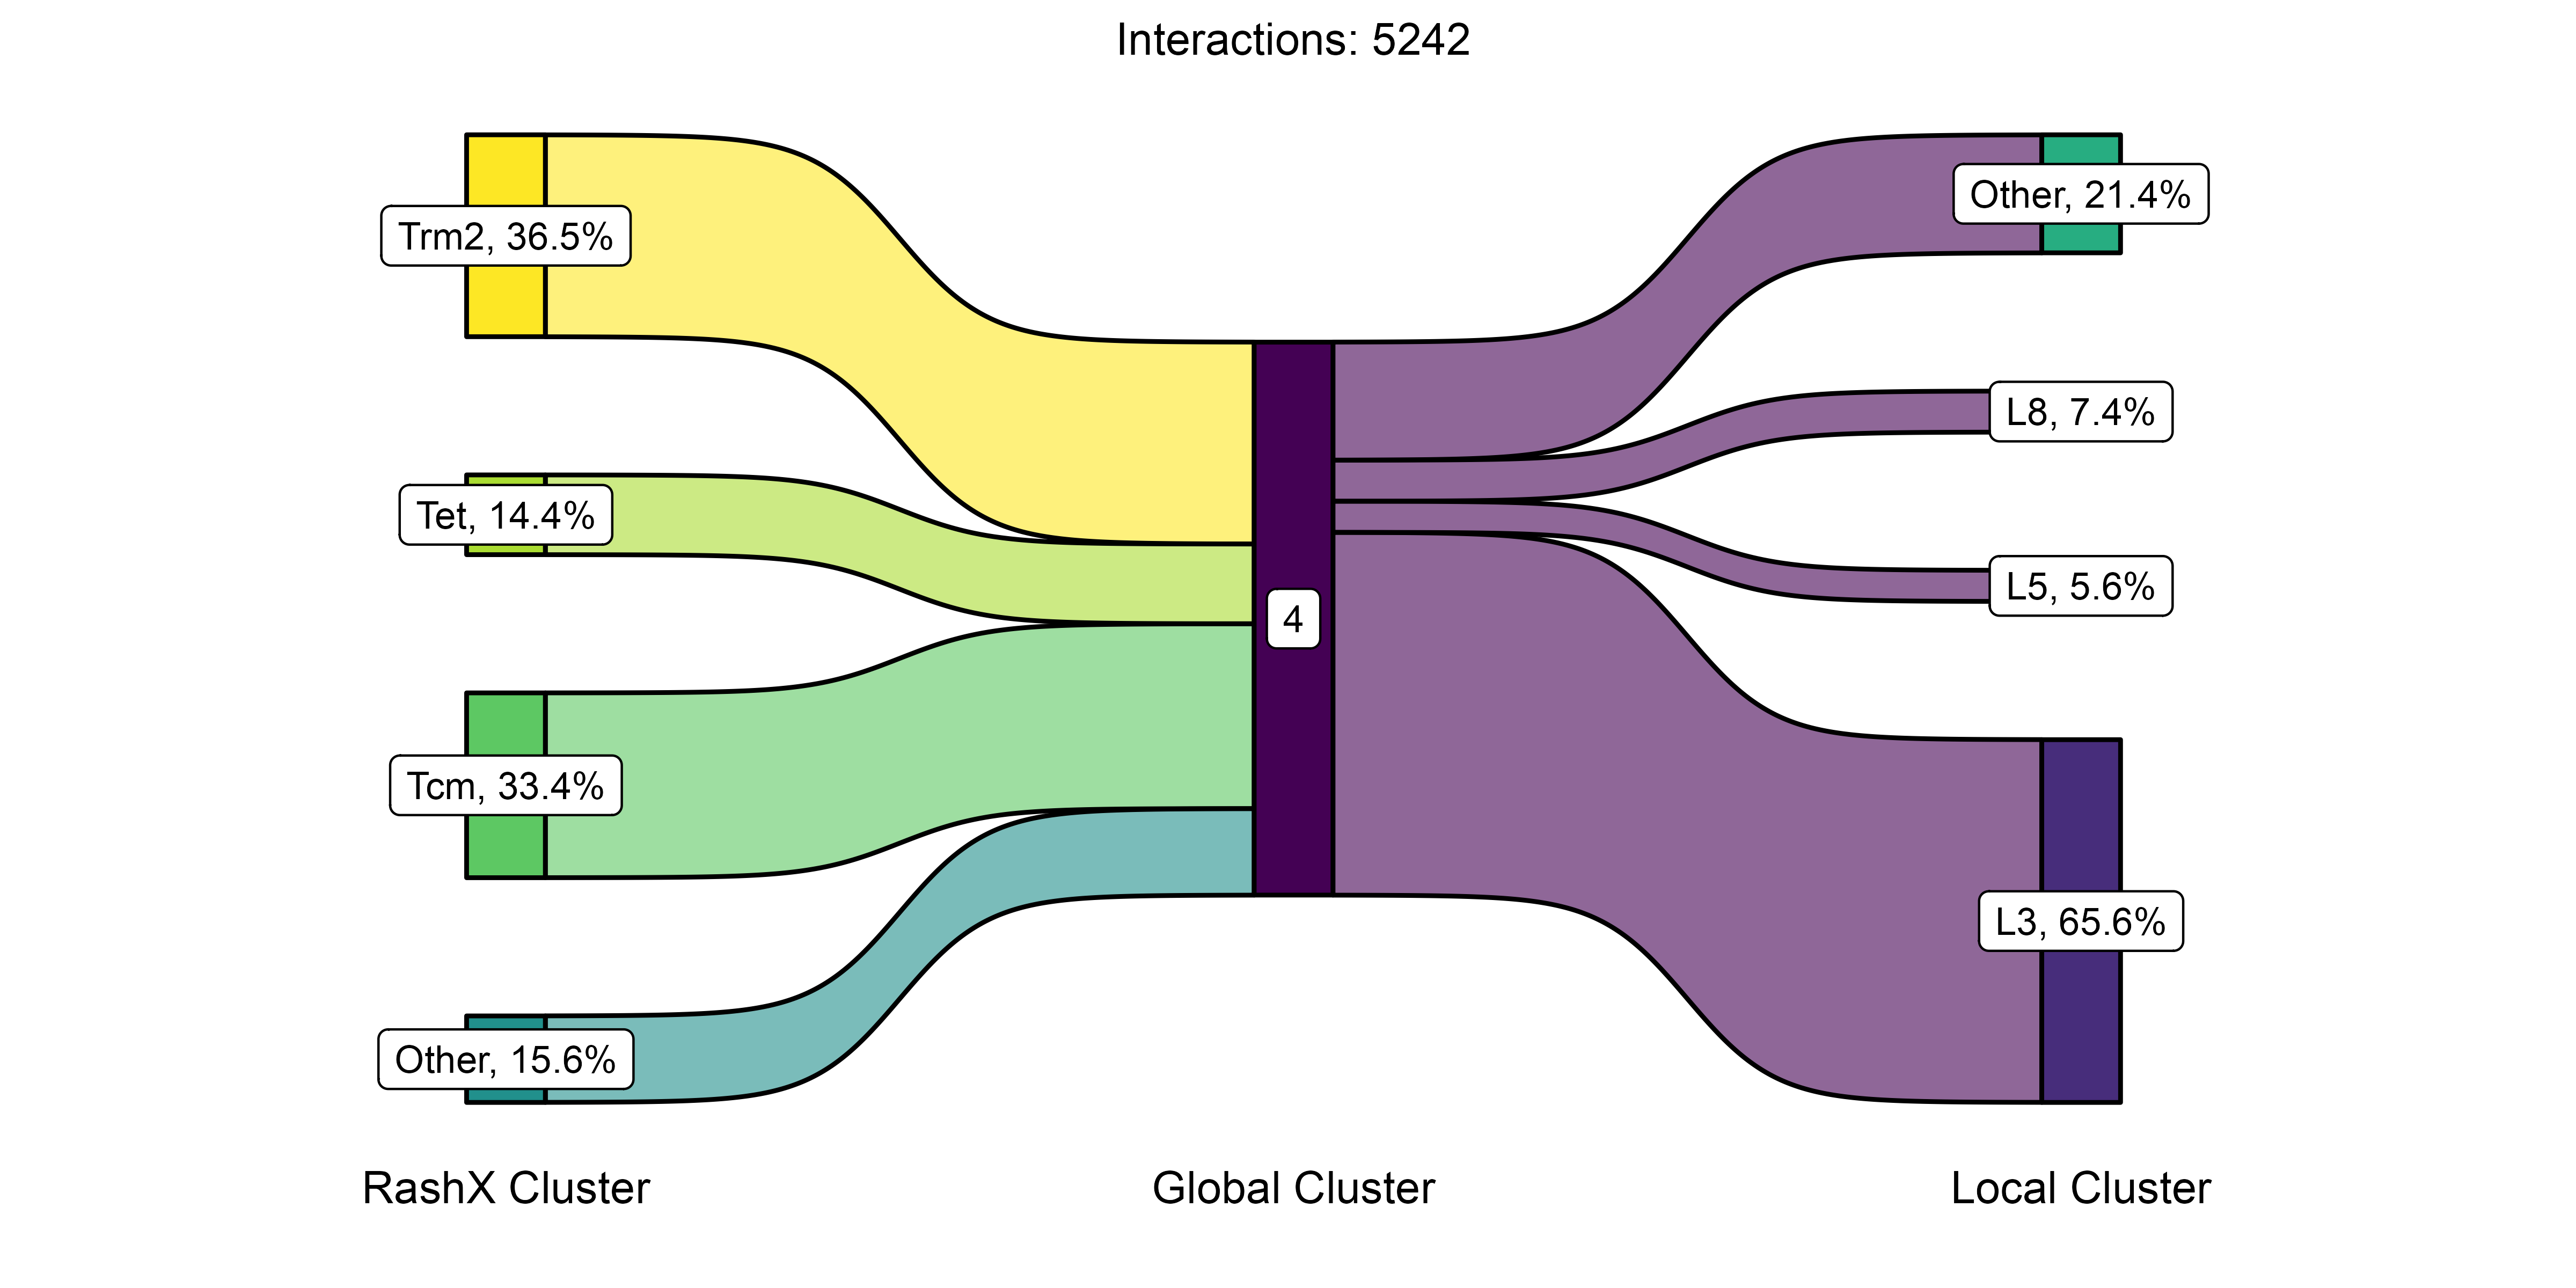 Interactions: 5242
Trm2, 36.5%
Tet, 14.4%
Tcm, 33.4%
Other, 15.6%
4
Other, 21.4%
L8, 7.4%
L5, 5.6%
L3, 65.6%
RashX Cluster
Global Cluster
Local Cluster